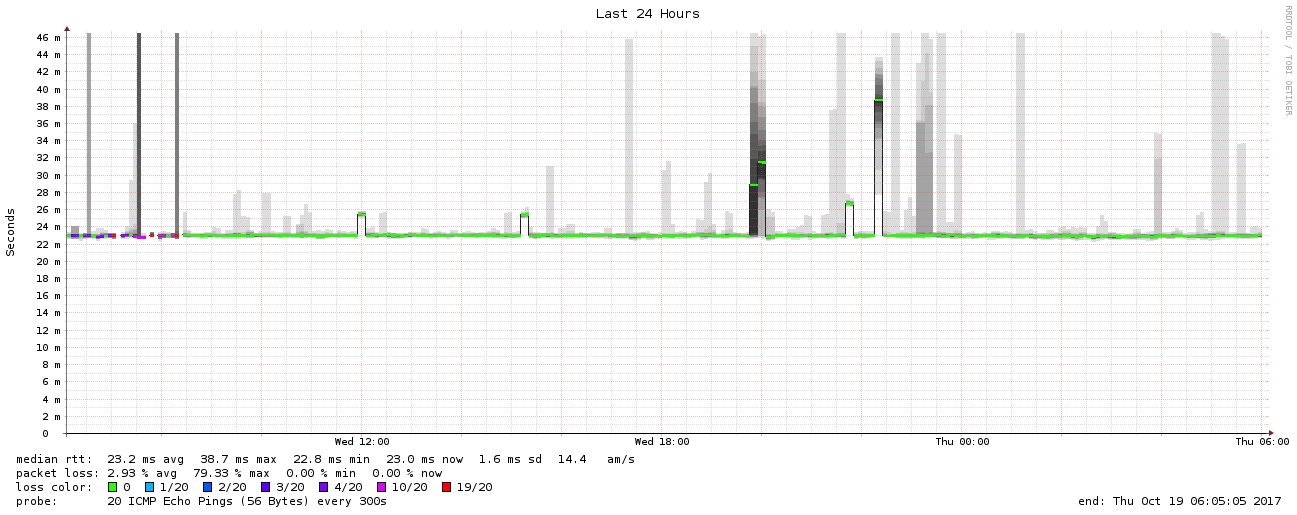 Last 24 Hours
RRDTOOL / TOBI OETIKER
Seconds
46 m
44 m
42 m
40 m
38 m
36 m
34 m
32 m
30 m
28 m
26 m
24 m
22 m
20 m
18 m
16 m
14 m
12 m
10 m
8 m
6 m
4 m
2 m
0
Wed 12:00 Wed 18:00 Thu 00:00 Thu 06:00
median rtt: 23.2 ms avg 38.7 ms max 22.8 ms min 23.0 ms now 1.6 ms sd 14.4 am/s
packet loss: 2.93 % avg 79.33 % max 0.00 % min 0.00 % now
loss color: 0 1/20 2/20 3/20 4/20 10/20 19/20
probe: 20 ICMP Echo Pings (56 Bytes) every 300s end: Thu Oct 19 06:05:05 2017